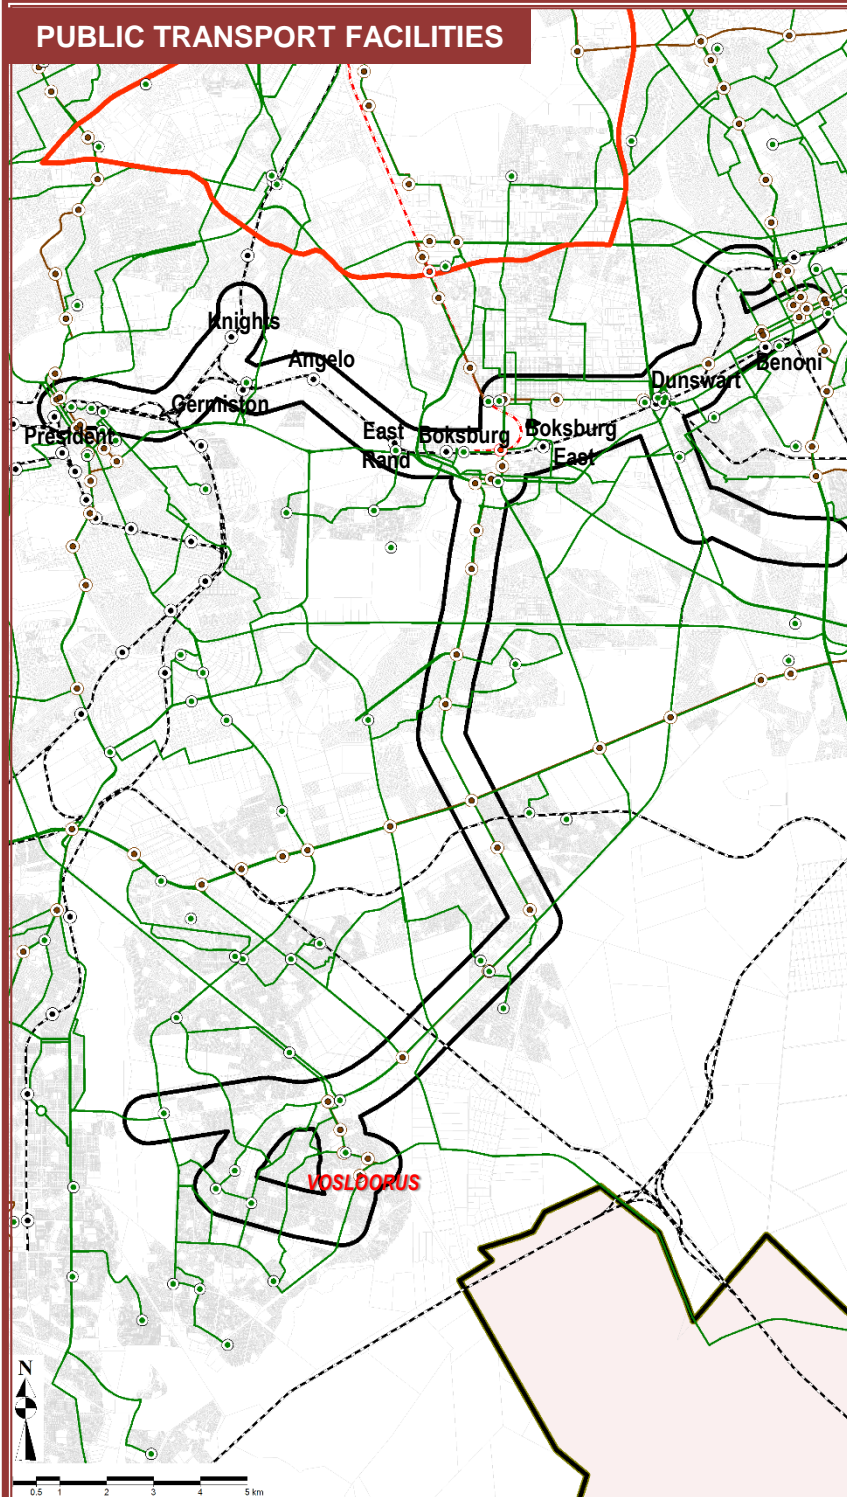 PUBLIC TRANSPORT FACILITIES
Knights
Angelo
Benoni
Dunswart
Germiston
President
East
Rand
Boksburg
Boksburg
East
VOSLOORUS
N
0.5 1 2 3 4 5 km